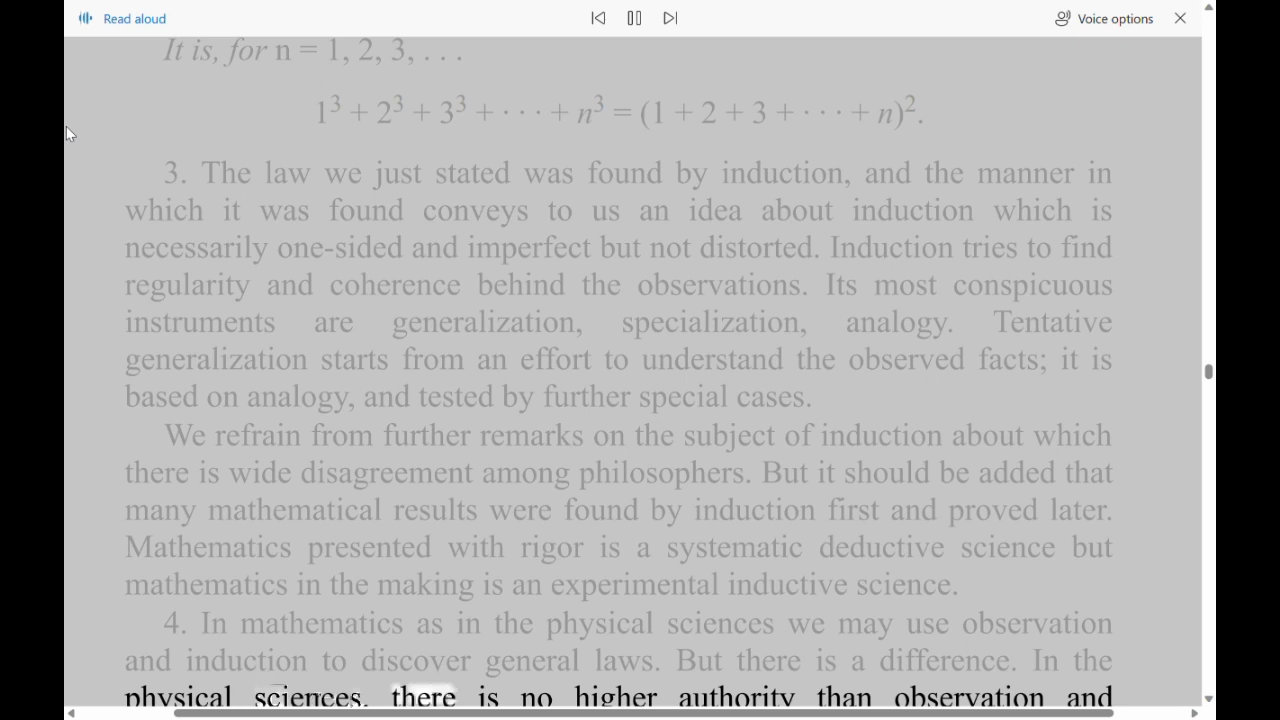 Read aloud
Voice options
It is, for n = 1, 2, 3, . . .
1³ + 2³ + 3³ + · · · + n³ = (1 + 2 + 3 + · · · + n)².
3. The law we just stated was found by induction, and the manner in
which it was found conveys to us an idea about induction which is
necessarily one-sided and imperfect but not distorted. Induction tries to find
regularity and coherence behind the observations. Its most conspicuous
instruments are generalization, specialization, analogy. Tentative
generalization starts from an effort to understand the observed facts; it is
based on analogy, and tested by further special cases.
We refrain from further remarks on the subject of induction about which
there is wide disagreement among philosophers. But it should be added that
many mathematical results were found by induction first and proved later.
Mathematics presented with rigor is a systematic deductive science but
mathematics in the making is an experimental inductive science.
4. In mathematics as in the physical sciences we may use observation
and induction to discover general laws. But there is a difference. In the
physical sciences, there is no higher authority than observation and